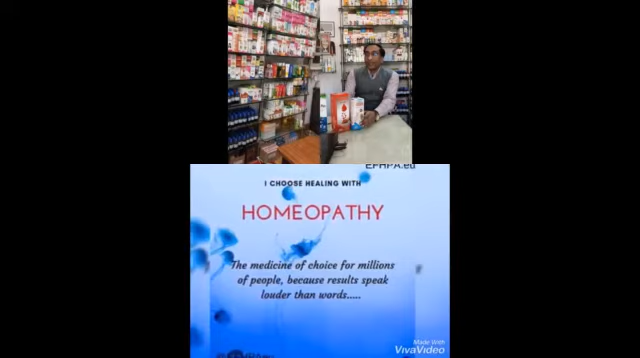 EFHPA.eu
I CHOOSE HEALING WITH
HOMEOPATHY
The medicine of choice for millions
of people, because results speak
louder than words.....
Made With
VivaVideo